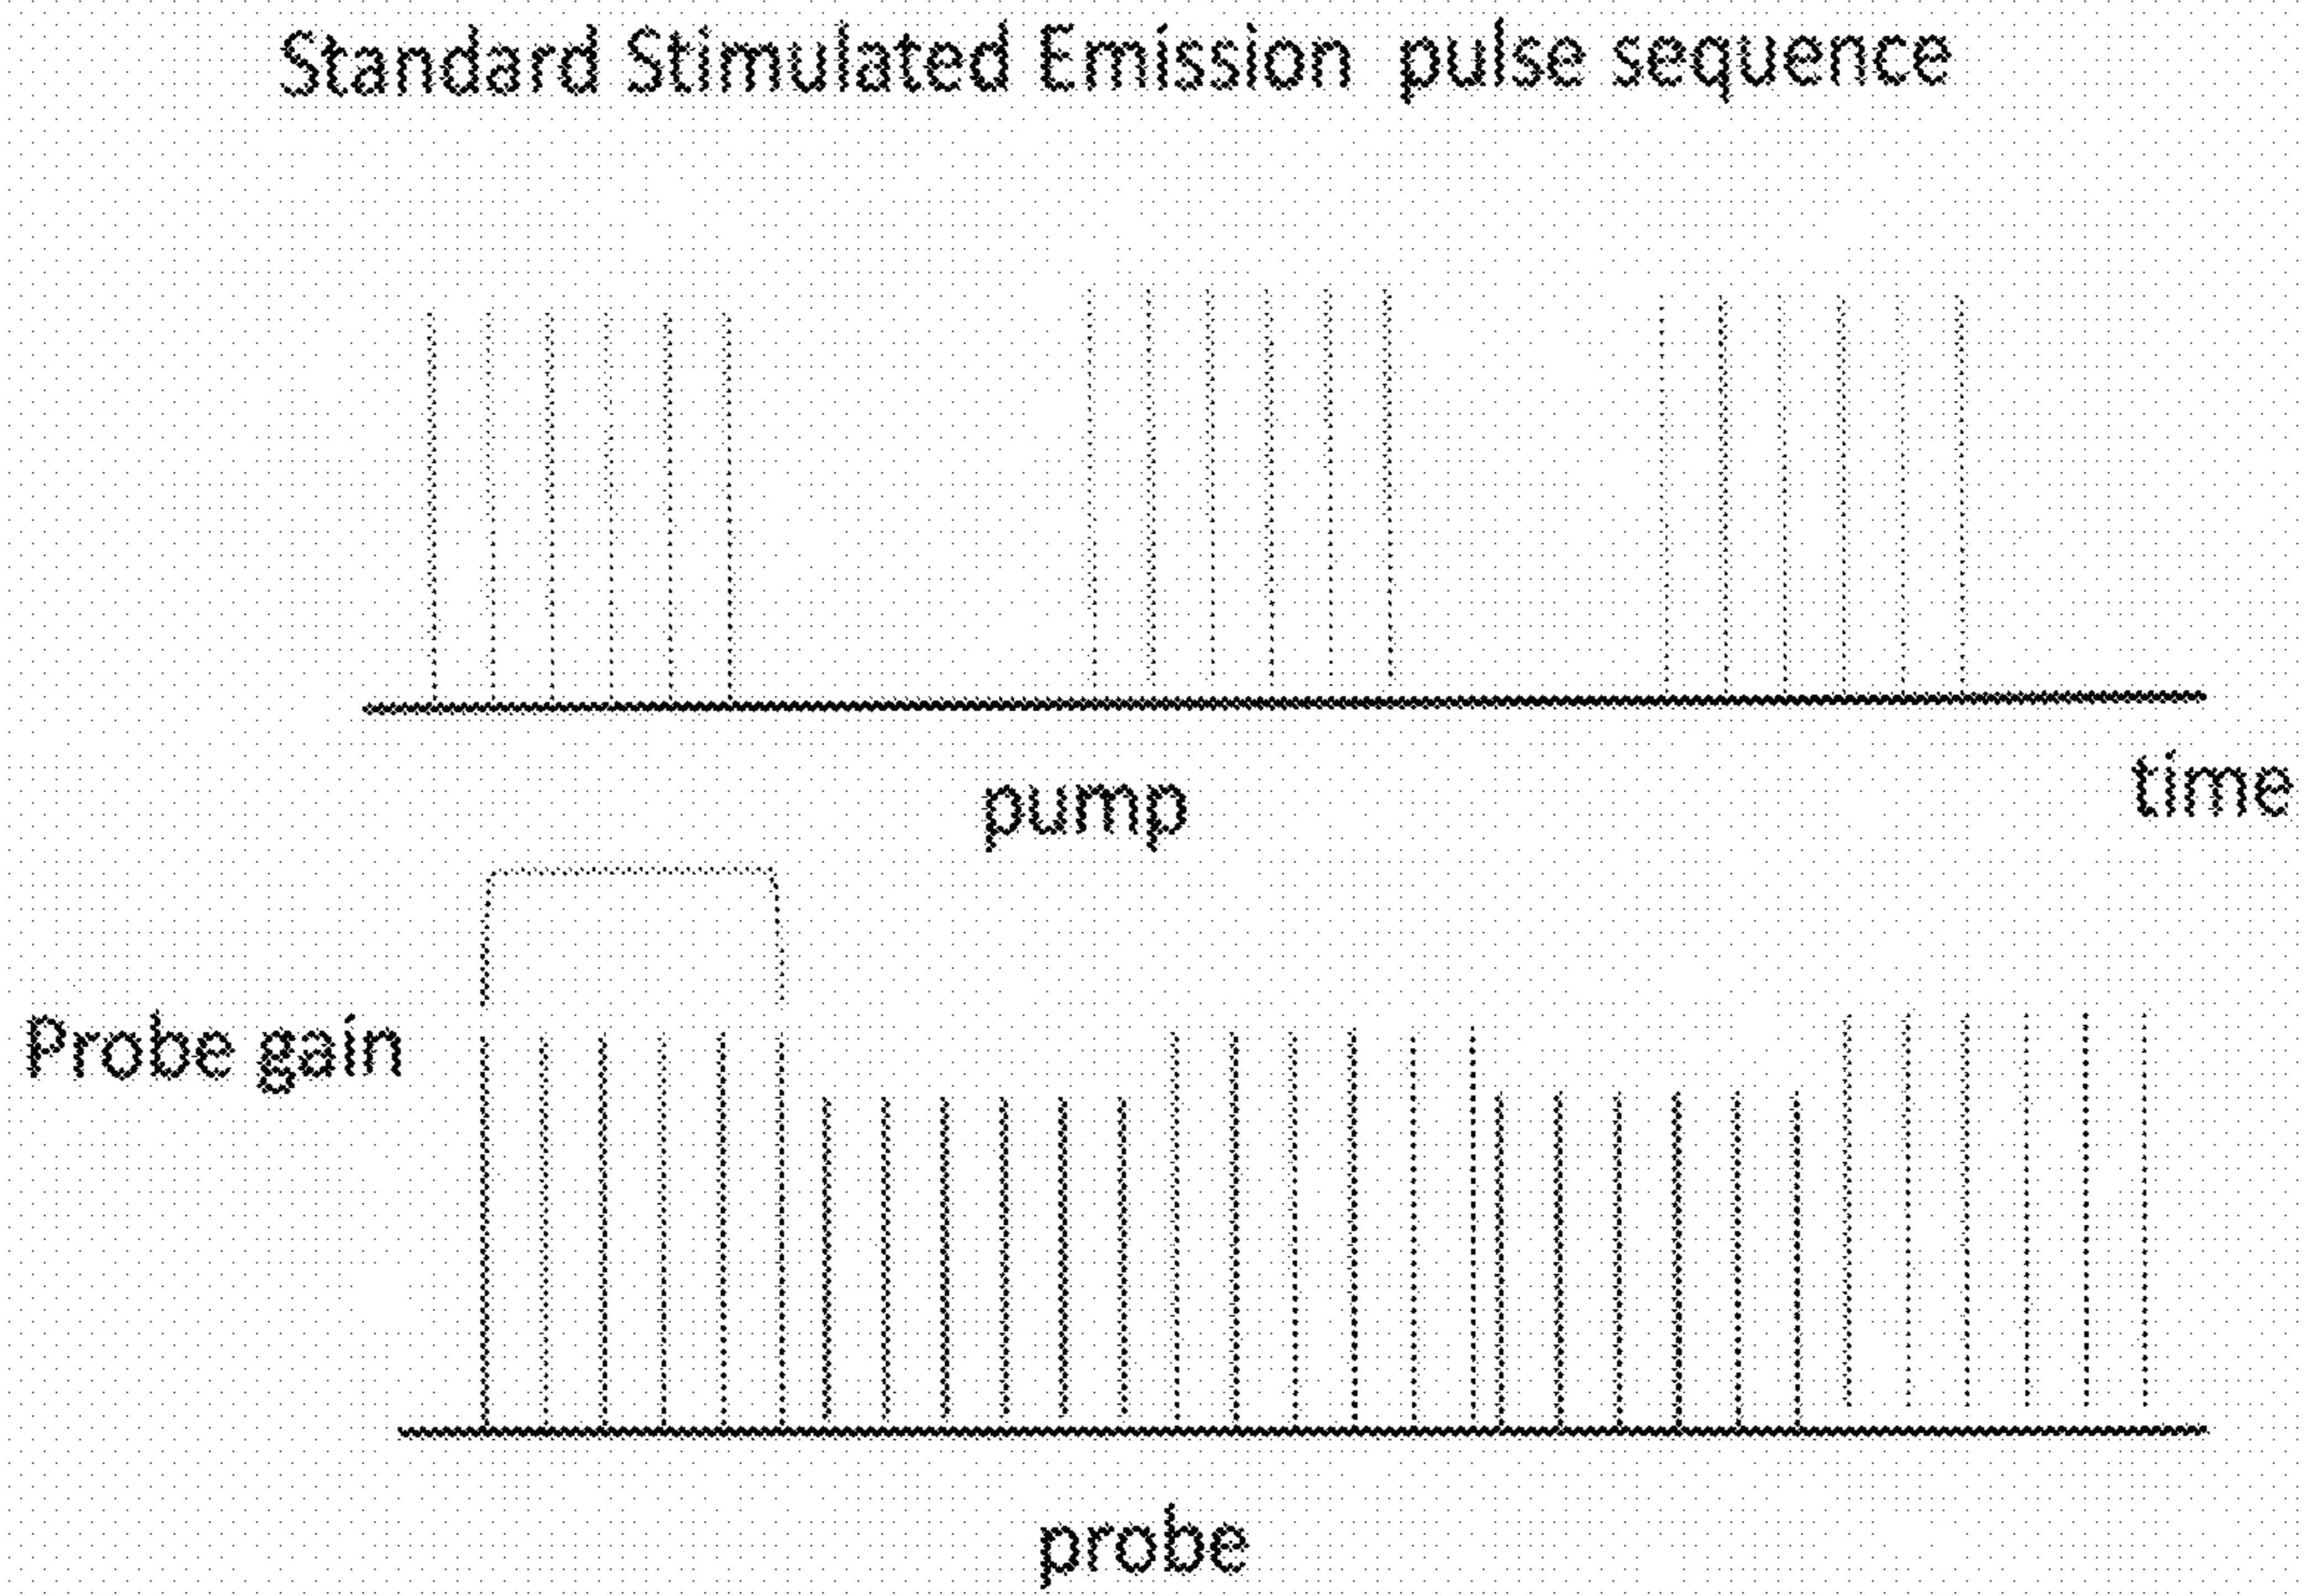 Standard Stimulated Emission pulse sequence
pump
time
Probe gain
probe